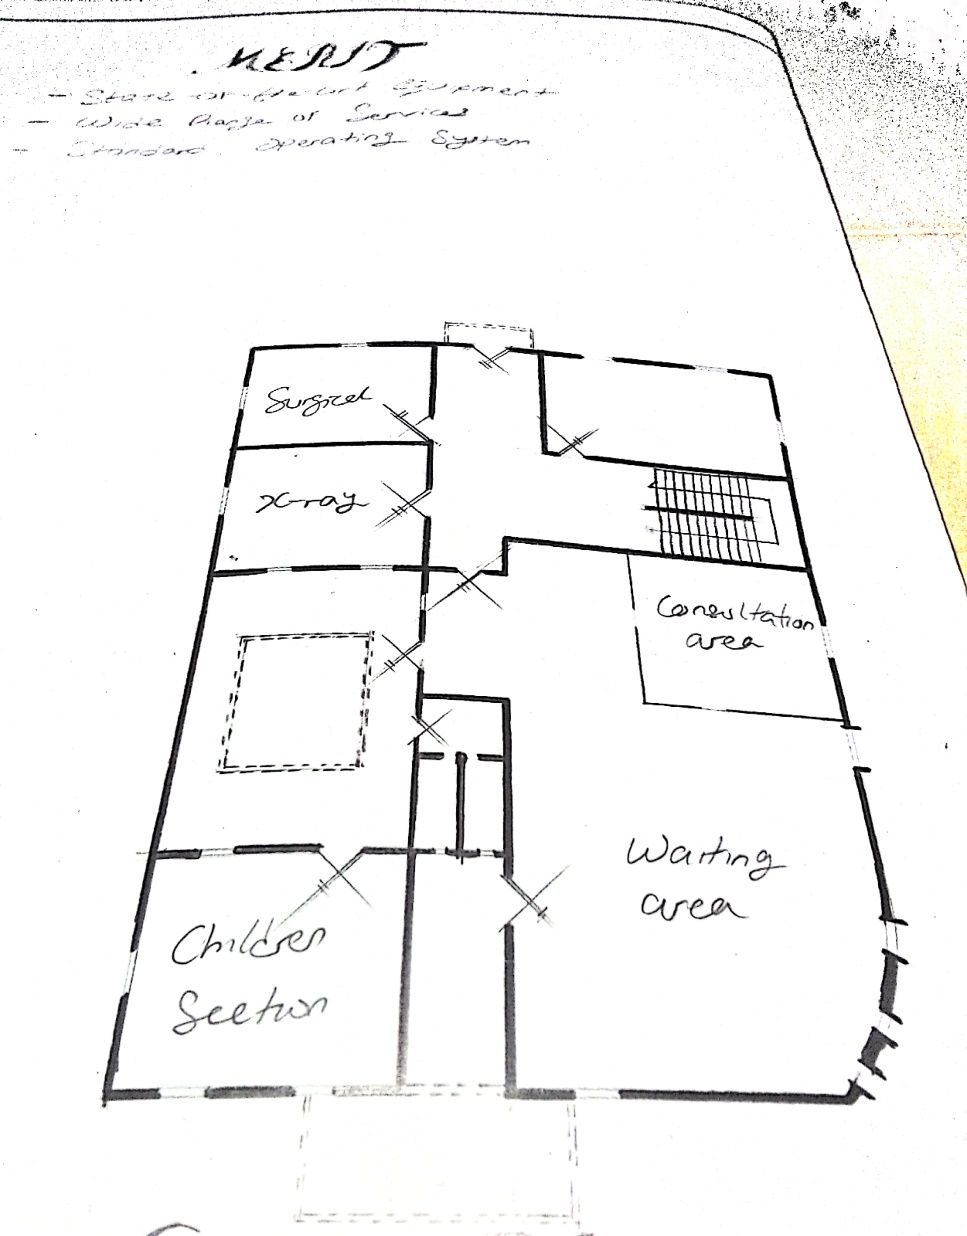 MERIT
- State-of-the art Equipment
- Wide Range of Services
- Standard Operating System
Surgical
X-ray
Consultation
area
Waiting
area
Children
Section